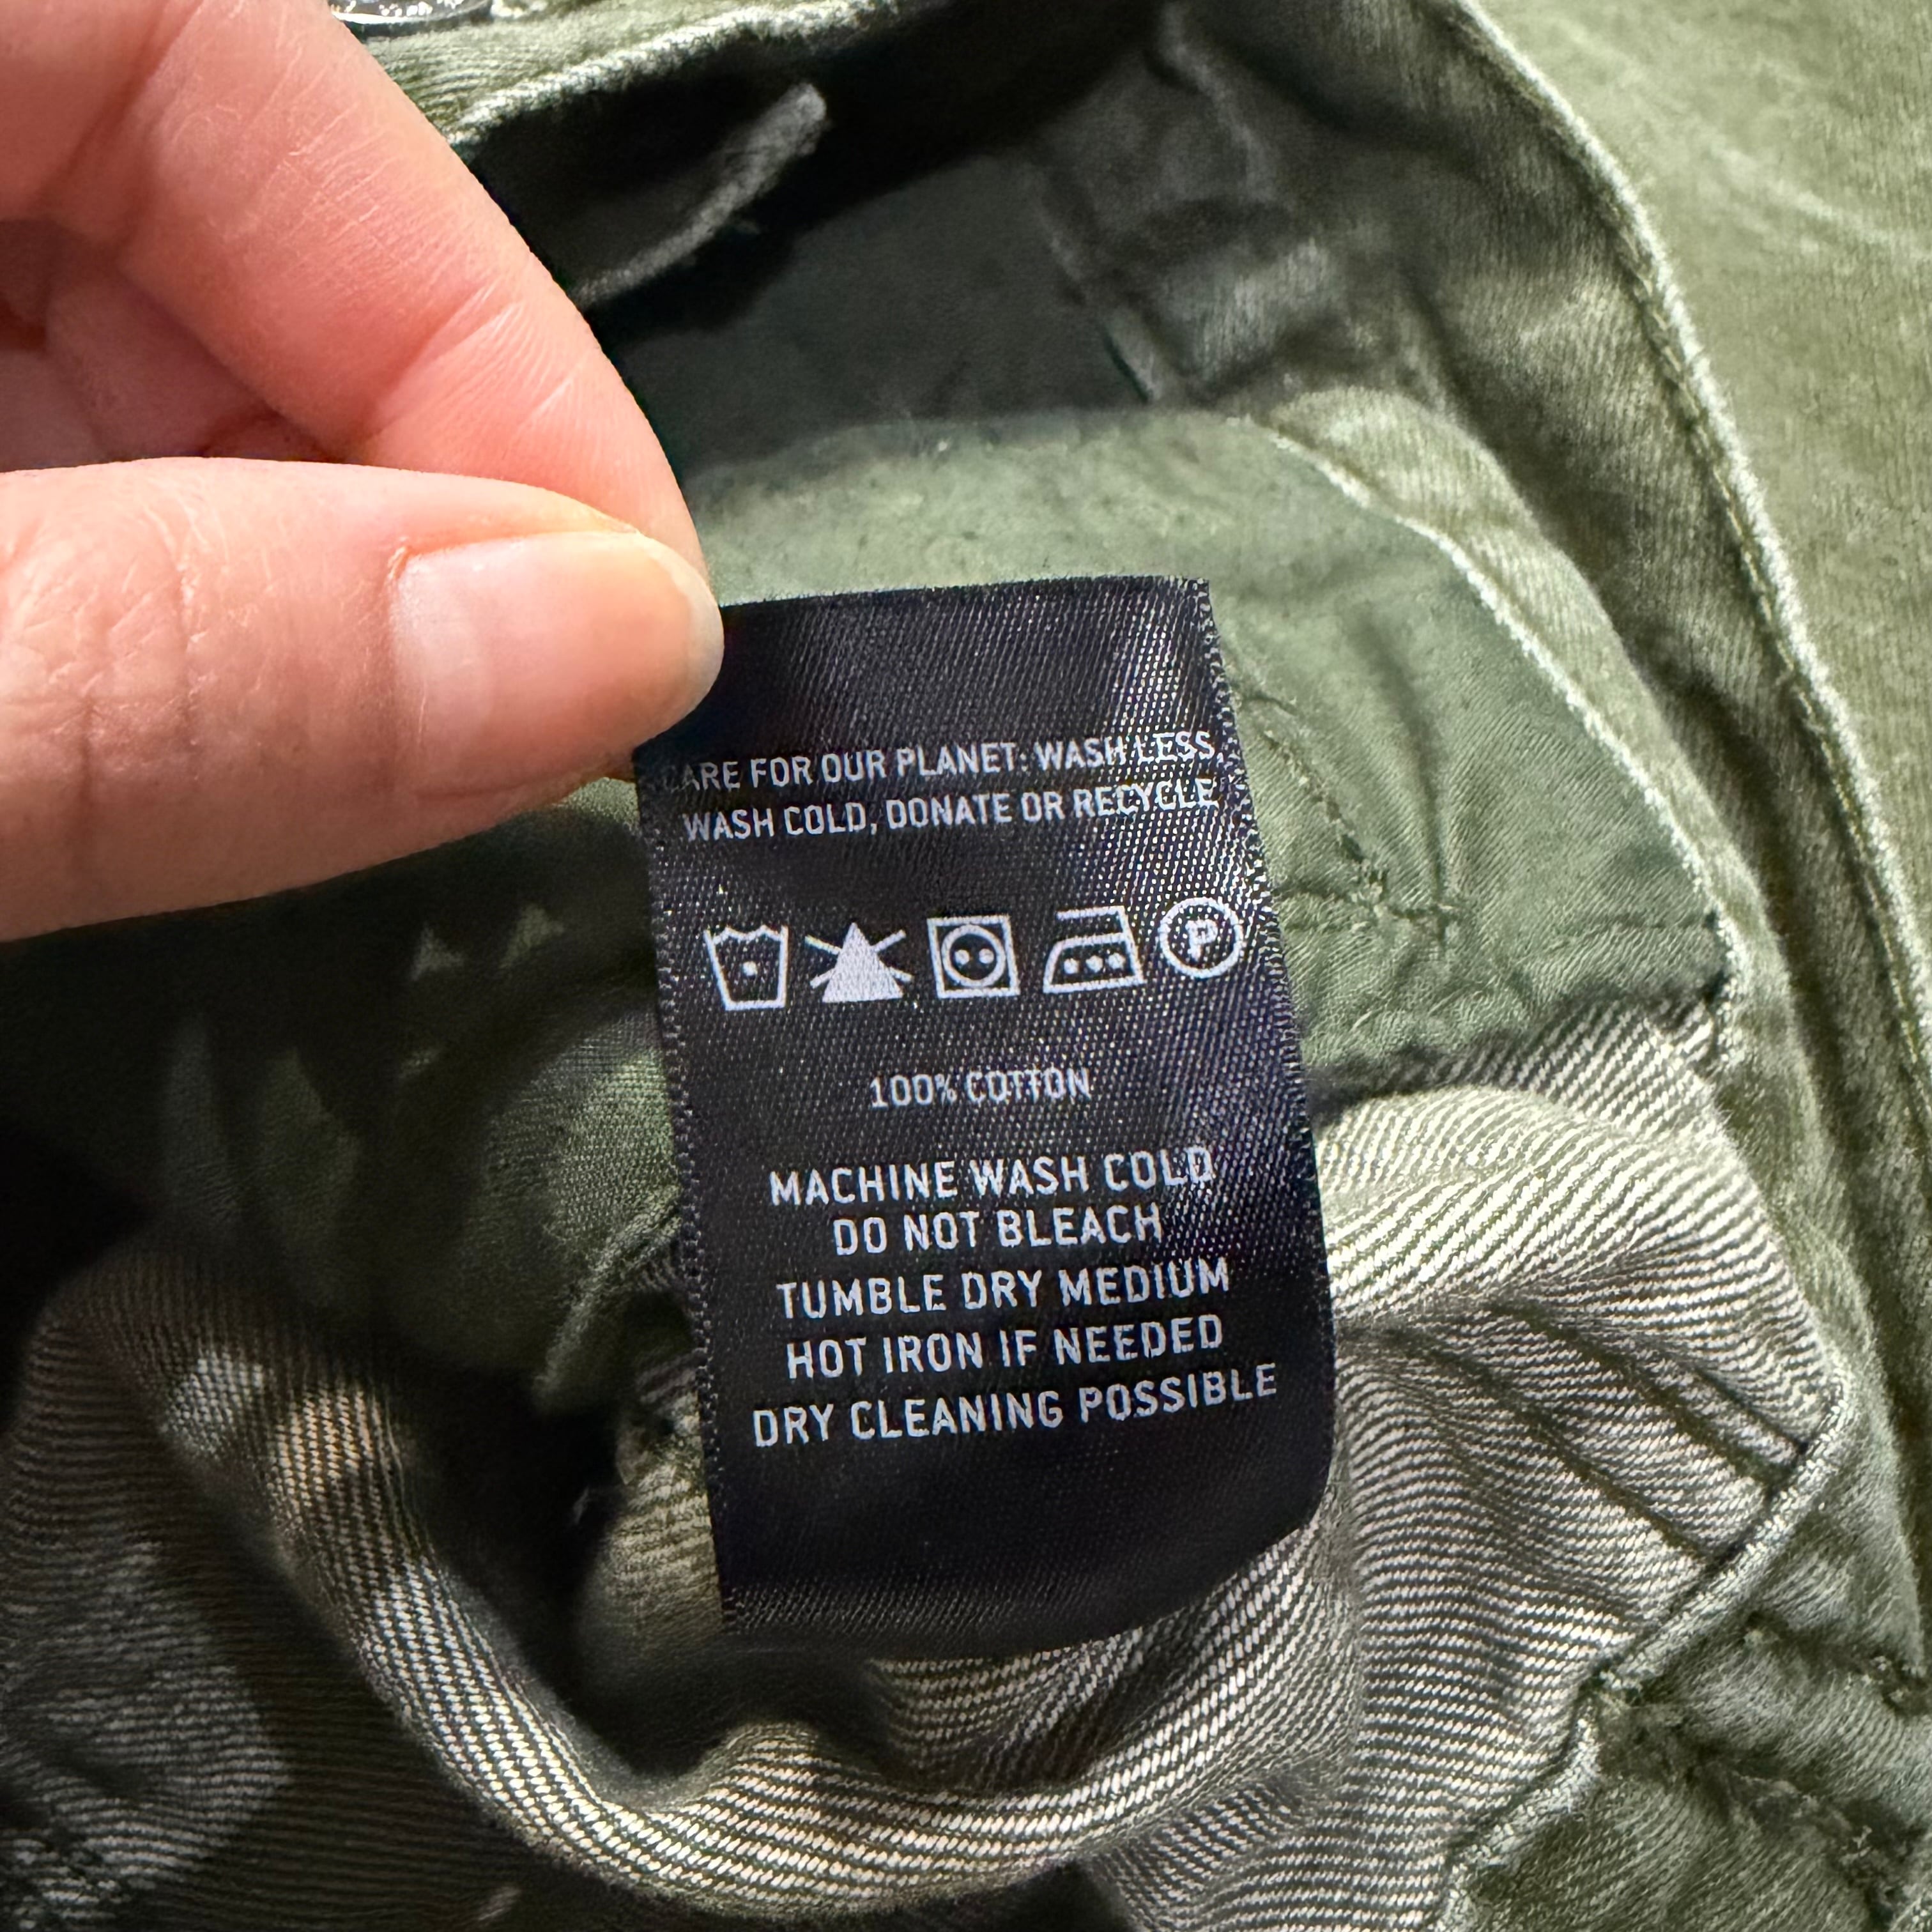 CARE FOR OUR PLANET: WASH LESS,
WASH COLD, DONATE OR RECYCLE
P
100% COTTON
MACHINE WASH COLD
DO NOT BLEACH
TUMBLE DRY MEDIUM
HOT IRON IF NEEDED
DRY CLEANING POSSIBLE